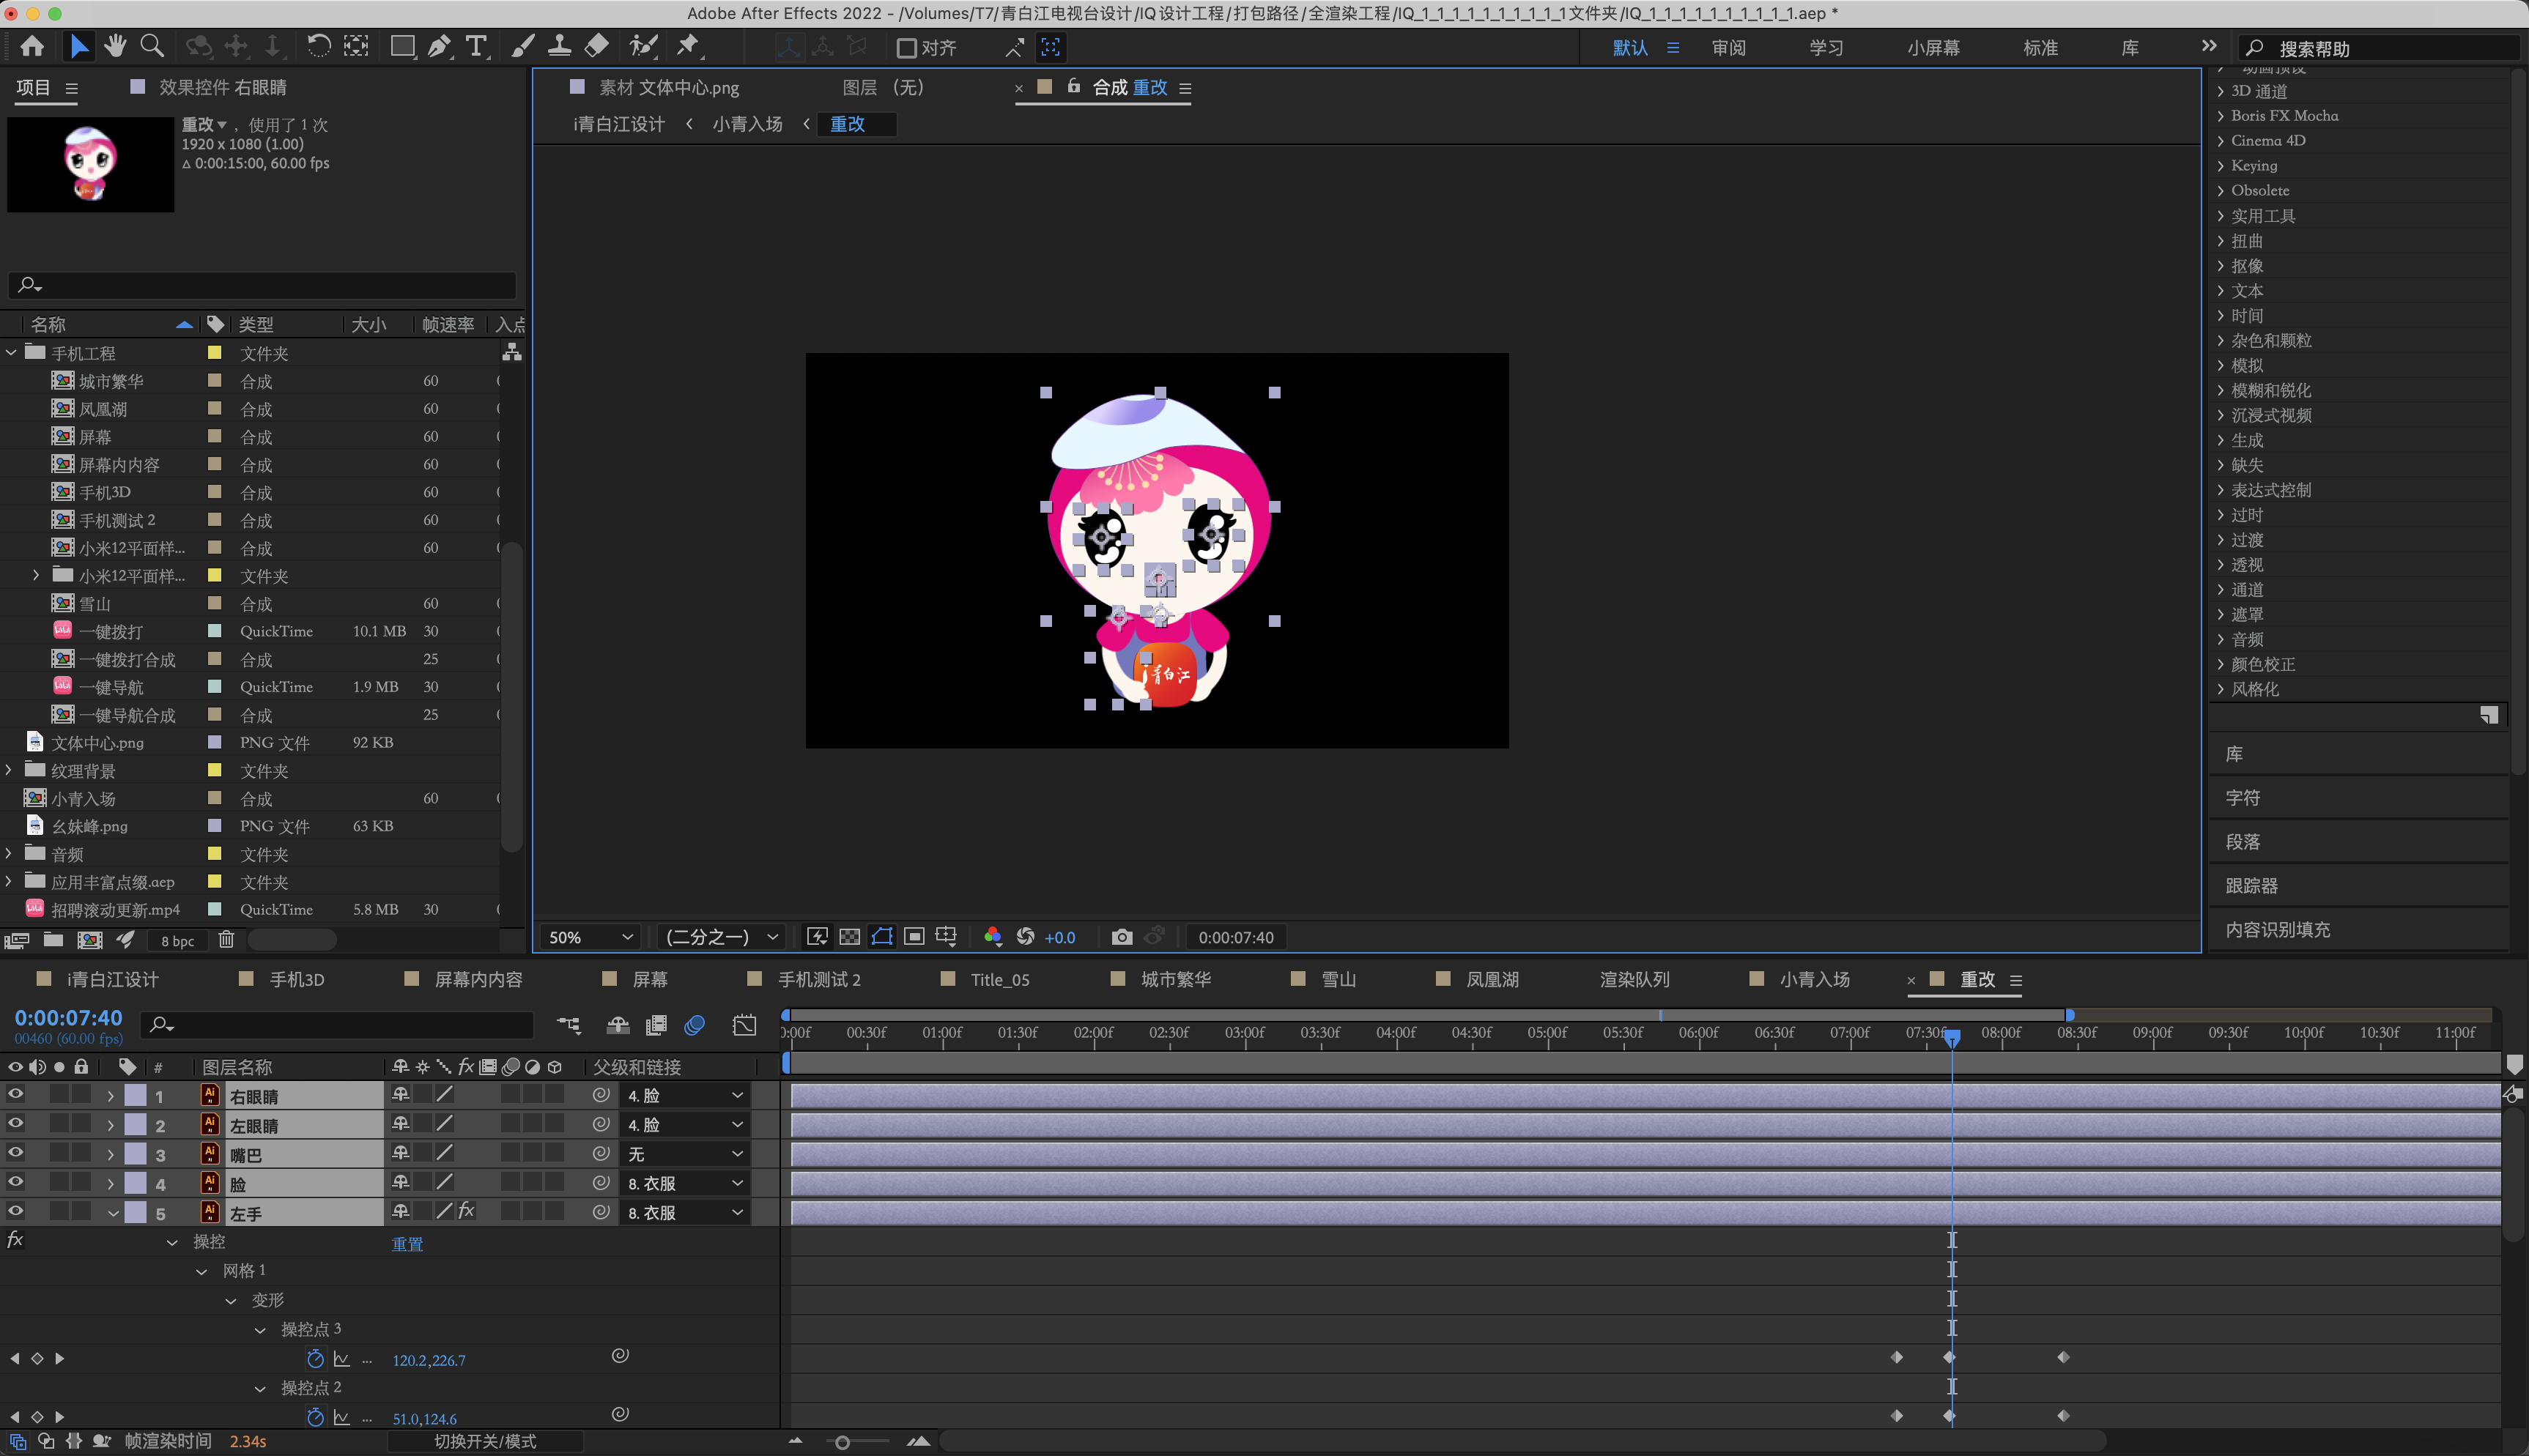 Adobe After Effects 2022 - /Volumes/T7/青白江电视台设计/IQ设计工程/打包路径/全渲染工程/IQ_1_1_1_1_1_1_1_1_1_1文件夹/IQ_1_1_1_1_1_1_1_1_1_1.aep *
对齐
默认
审阅
学习
小屏幕
标准
库
搜索帮助
项目
效果控件 右眼睛
重改 ，使用了 1 次
1920 x 1080 (1.00)
Δ 0:00:15:00, 60.00 fps
名称 类型 大小 帧速率 入点
手机工程 文件夹
城市繁华 合成 60
凤凰湖 合成 60
屏幕 合成 60
屏幕内内容 合成 60
手机3D 合成 60
手机测试 2 合成 60
小米12平面样... 合成 60
小米12平面样... 文件夹
雪山 合成 60
一键拨打 QuickTime 10.1 MB 30
一键拨打合成 合成 25
一键导航 QuickTime 1.9 MB 30
一键导航合成 合成 25
文体中心.png PNG 文件 92 KB
纹理背景 文件夹
小青入场 合成 60
幺妹峰.png PNG 文件 63 KB
音频 文件夹
应用丰富点缀.aep 文件夹
招聘滚动更新.mp4 QuickTime 5.8 MB 30
8 bpc
素材 文体中心.png
图层 （无）
× 合成 重改
i青白江设计 ‹ 小青入场 ‹ 重改
i青白江
50%
(二分之一)
+0.0
0:00:07:40
动画预设
3D 通道
Boris FX Mocha
Cinema 4D
Keying
Obsolete
实用工具
扭曲
抠像
文本
时间
杂色和颗粒
模拟
模糊和锐化
沉浸式视频
生成
缺失
表达式控制
过时
过渡
透视
通道
遮罩
音频
颜色校正
风格化
库
字符
段落
跟踪器
内容识别填充
i青白江设计 手机3D 屏幕内内容 屏幕 手机测试 2 Title_05 城市繁华 雪山 凤凰湖 渲染队列 小青入场 × 重改
0:00:07:40
00460 (60.00 fps)
0:00f 00:30f 01:00f 01:30f 02:00f 02:30f 03:00f 03:30f 04:00f 04:30f 05:00f 05:30f 06:00f 06:30f 07:00f 07:30f 08:00f 08:30f 09:00f 09:30f 10:00f 10:30f 11:00f
# 图层名称 fx 父级和链接
1 Ai 右眼睛 4. 脸
2 Ai 左眼睛 4. 脸
3 Ai 嘴巴 无
4 Ai 脸 8. 衣服
5 Ai 左手 fx 8. 衣服
fx 操控 重置
网格 1
变形
操控点 3
... 120.2,226.7
操控点 2
... 51.0,124.6
帧渲染时间 2.34s
切换开关/模式